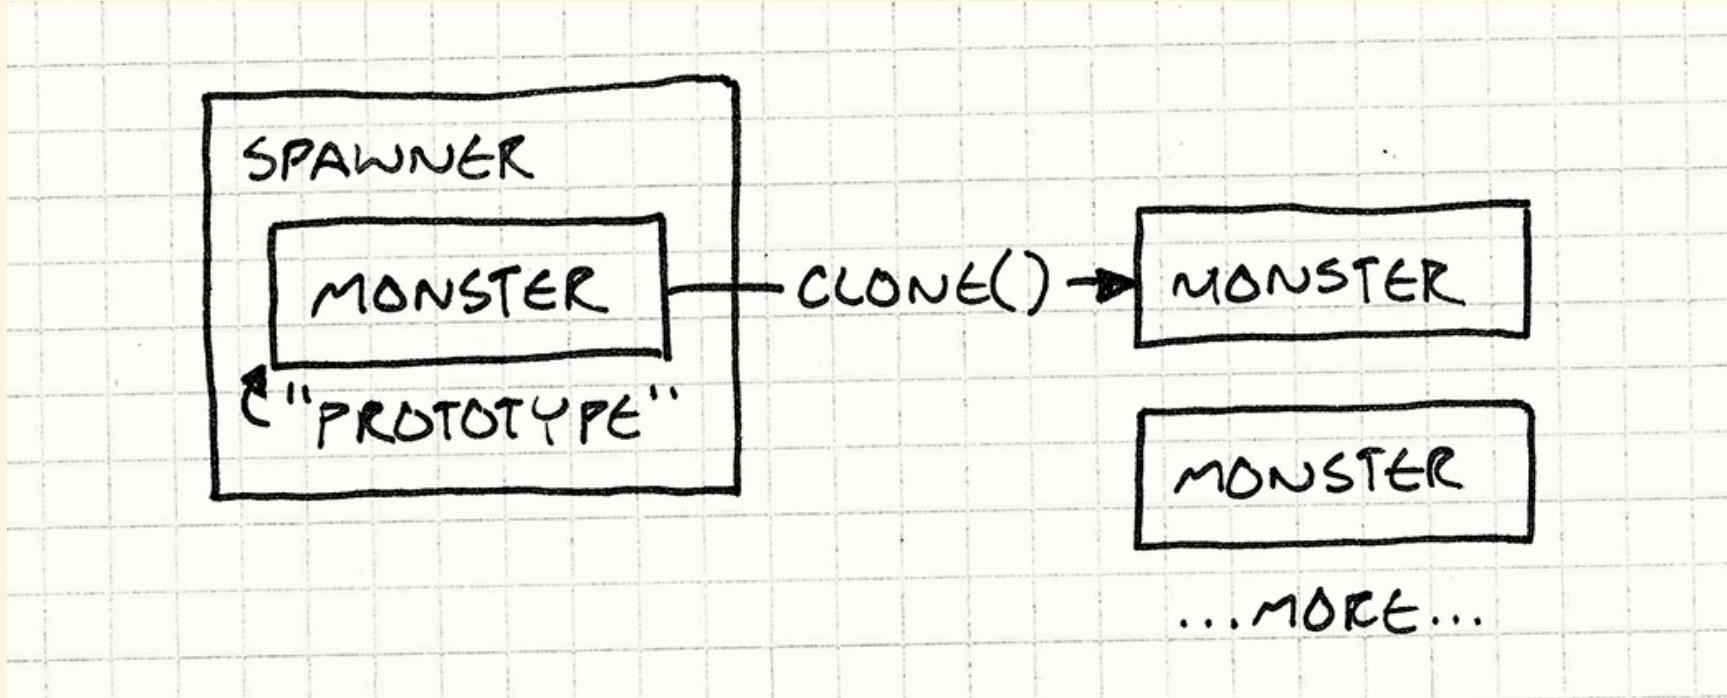 SPAWNER
MONSTER
"PROTOTYPE"
CLONE()
MONSTER
MONSTER
...MORE...